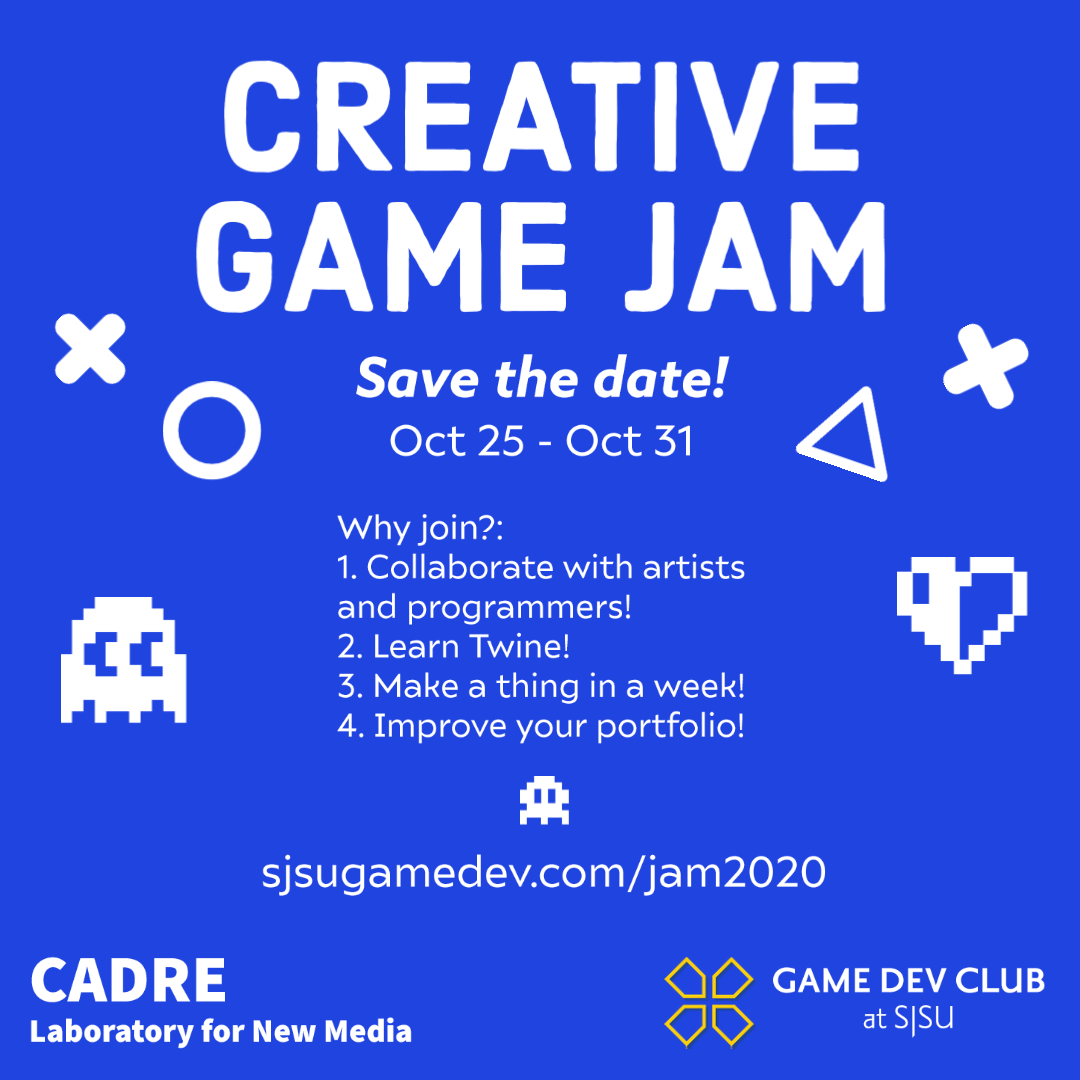 CREATIVE
GAME JAM
Save the date!
Oct 25 - Oct 31
Why join?:
1. Collaborate with artists
and programmers!
2. Learn Twine!
3. Make a thing in a week!
4. Improve your portfolio!
sjsugamedev.com/jam2020
CADRE
Laboratory for New Media
GAME DEV CLUB
at SJSU